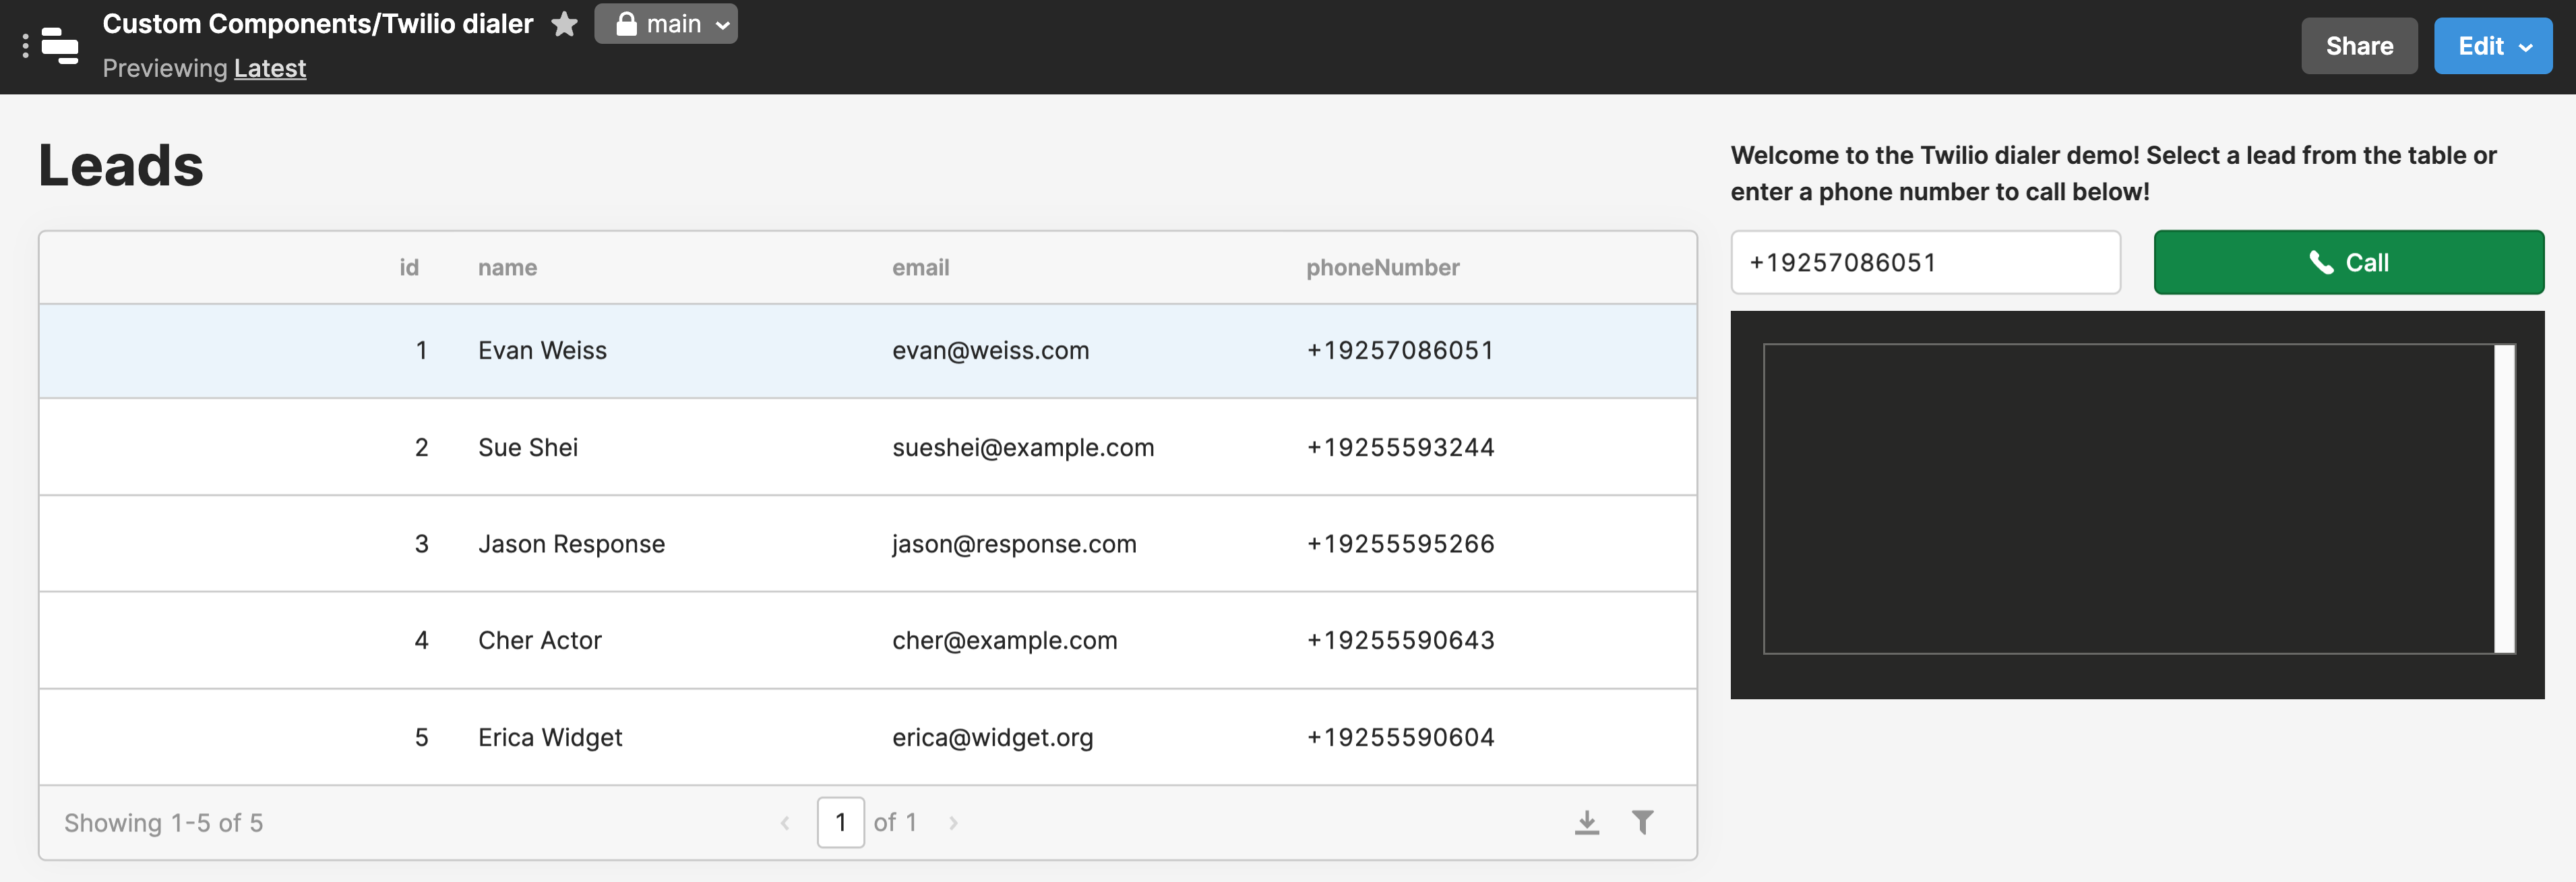 Custom Components/Twilio dialer main
Previewing Latest
Share Edit
Leads
Welcome to the Twilio dialer demo! Select a lead from the table or
enter a phone number to call below!
+19257086051 Call
id name email phoneNumber
1 Evan Weiss evan@weiss.com +19257086051
2 Sue Shei sueshei@example.com +19255593244
3 Jason Response jason@response.com +19255595266
4 Cher Actor cher@example.com +19255590643
5 Erica Widget erica@widget.org +19255590604
Showing 1-5 of 5 1 of 1